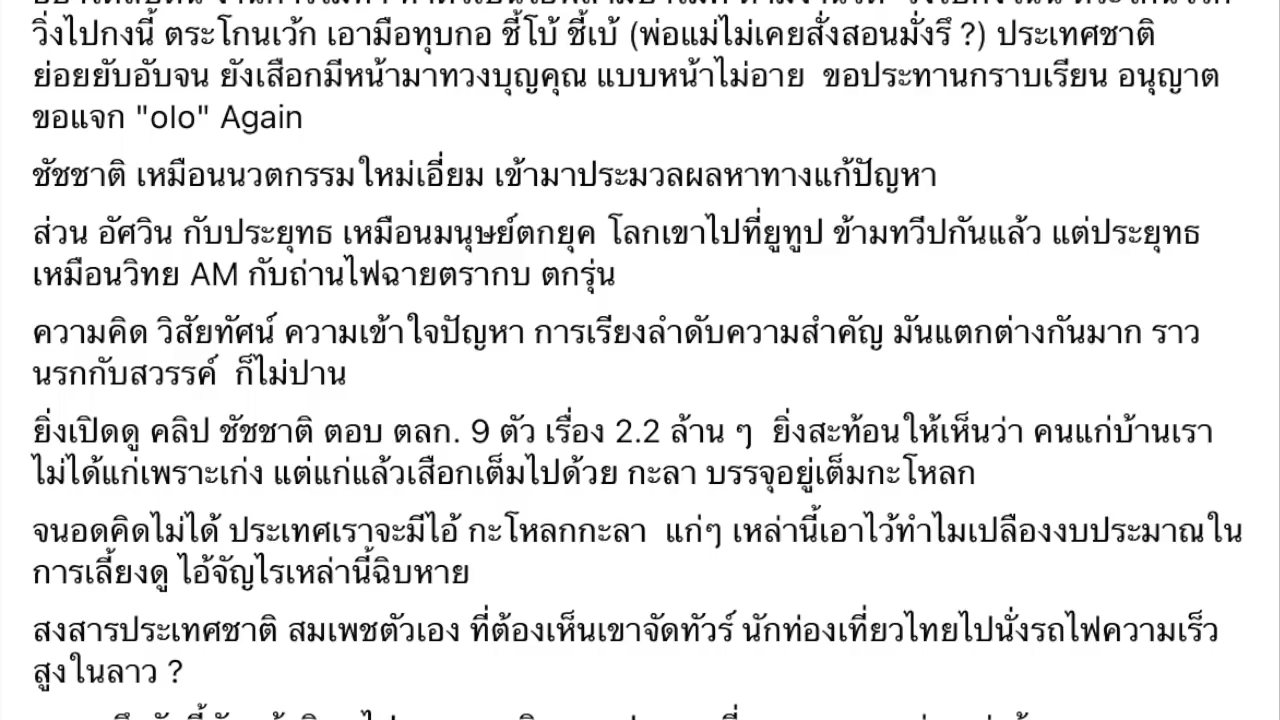 วิ่งไปกงนี้ ตระโกนเว้ก เอามือทุบกอ ชี้โบ้ ชี้เบ้ (พ่อแม่ไม่เคยสั่งสอนมั่งรึ ?) ประเทศชาติ
ย่อยยับอับจน ยังเสือกมีหน้ามาทวงบุญคุณ แบบหน้าไม่อาย  ขอประทานกราบเรียน อนุญาต
ขอแจก "olo" Again
ชัชชาติ เหมือนนวตกรรมใหม่เอี่ยม เข้ามาประมวลผลหาทางแก้ปัญหา
ส่วน อัศวิน กับประยุทธ เหมือนมนุษย์ตกยุค โลกเขาไปที่ยูทูป ข้ามทวีปกันแล้ว แต่ประยุทธ
เหมือนวิทย AM กับถ่านไฟฉายตรากบ ตกรุ่น
ความคิด วิสัยทัศน์ ความเข้าใจปัญหา การเรียงลำดับความสำคัญ มันแตกต่างกันมาก ราว
นรกกับสวรรค์  ก็ไม่ปาน
ยิ่งเปิดดู คลิป ชัชชาติ ตอบ ตลก. 9 ตัว เรื่อง 2.2 ล้าน ๆ  ยิ่งสะท้อนให้เห็นว่า คนแก่บ้านเรา
ไม่ได้แก่เพราะเก่ง แต่แก่แล้วเสือกเต็มไปด้วย กะลา บรรจุอยู่เต็มกะโหลก
จนอดคิดไม่ได้ ประเทศเราจะมีไอ้ กะโหลกกะลา  แก่ๆ เหล่านี้เอาไว้ทำไมเปลืองงบประมาณใน
การเลี้ยงดู ไอ้จัญไรเหล่านี้ฉิบหาย
สงสารประเทศชาติ สมเพชตัวเอง ที่ต้องเห็นเขาจัดทัวร์ นักท่องเที่ยวไทยไปนั่งรถไฟความเร็ว
สูงในลาว ?